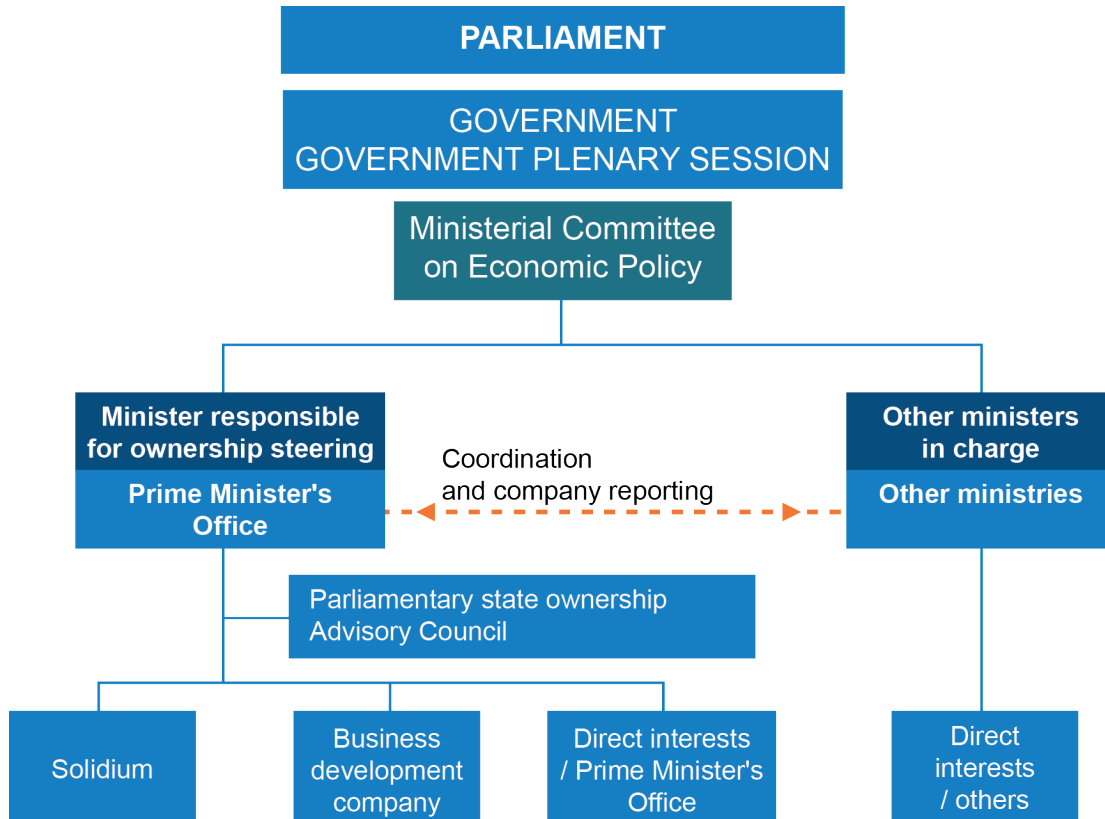 PARLIAMENT
GOVERNMENT
GOVERNMENT PLENARY SESSION
Ministerial Committee
on Economic Policy
Minister responsible
for ownership steering
Prime Minister's
Office
Coordination
and company reporting
Other ministers
in charge
Other ministries
Parliamentary state ownership
Advisory Council
Solidium
Business
development
company
Direct interests
/ Prime Minister's
Office
Direct
interests
/ others